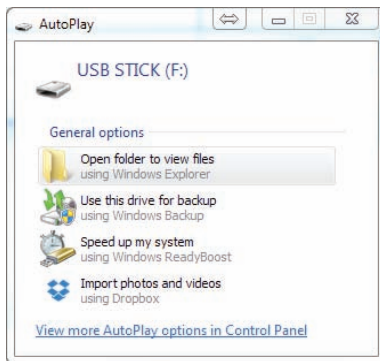 AutoPlay
USB STICK (F:)
General options
Open folder to view files
using Windows Explorer
Use this drive for backup
using Windows Backup
Speed up my system
using Windows ReadyBoost
Import photos and videos
using Dropbox
View more AutoPlay options in Control Panel